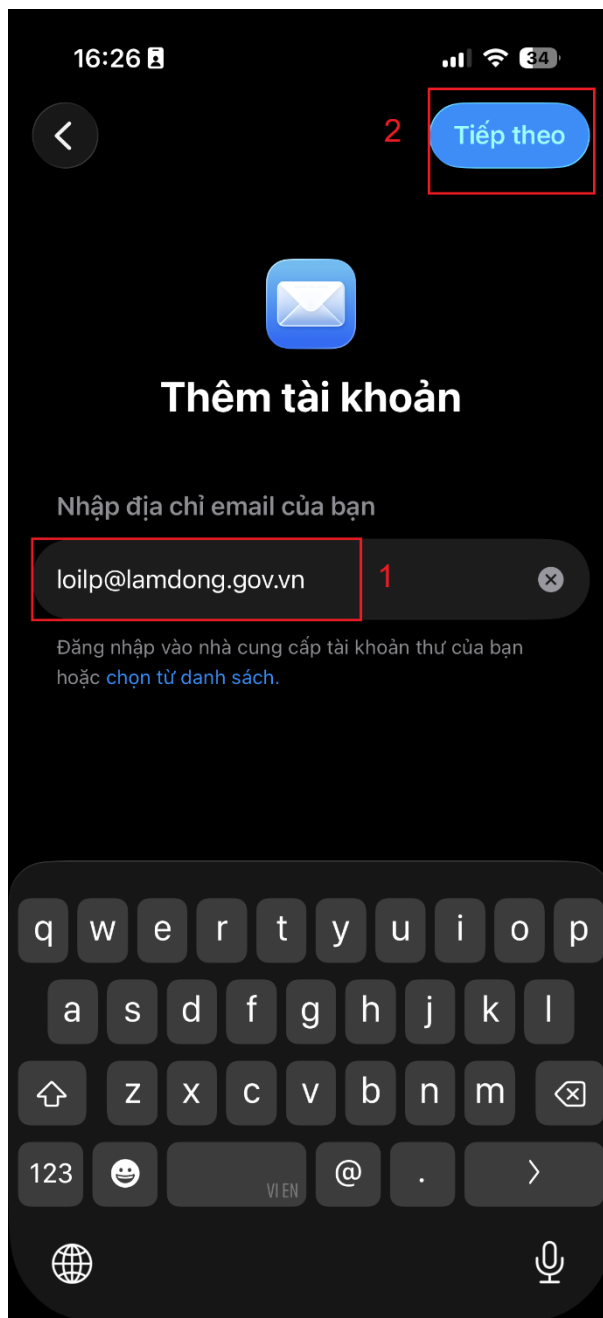 16:26
34
2
Tiếp theo
Thêm tài khoản
Nhập địa chỉ email của bạn
loilp@lamdong.gov.vn
1
Đăng nhập vào nhà cung cấp tài khoản thư của bạn
hoặc chọn từ danh sách.
q w e r t y u i o p
a s d f g h j k l
z x c v b n m
123 VI EN @ .